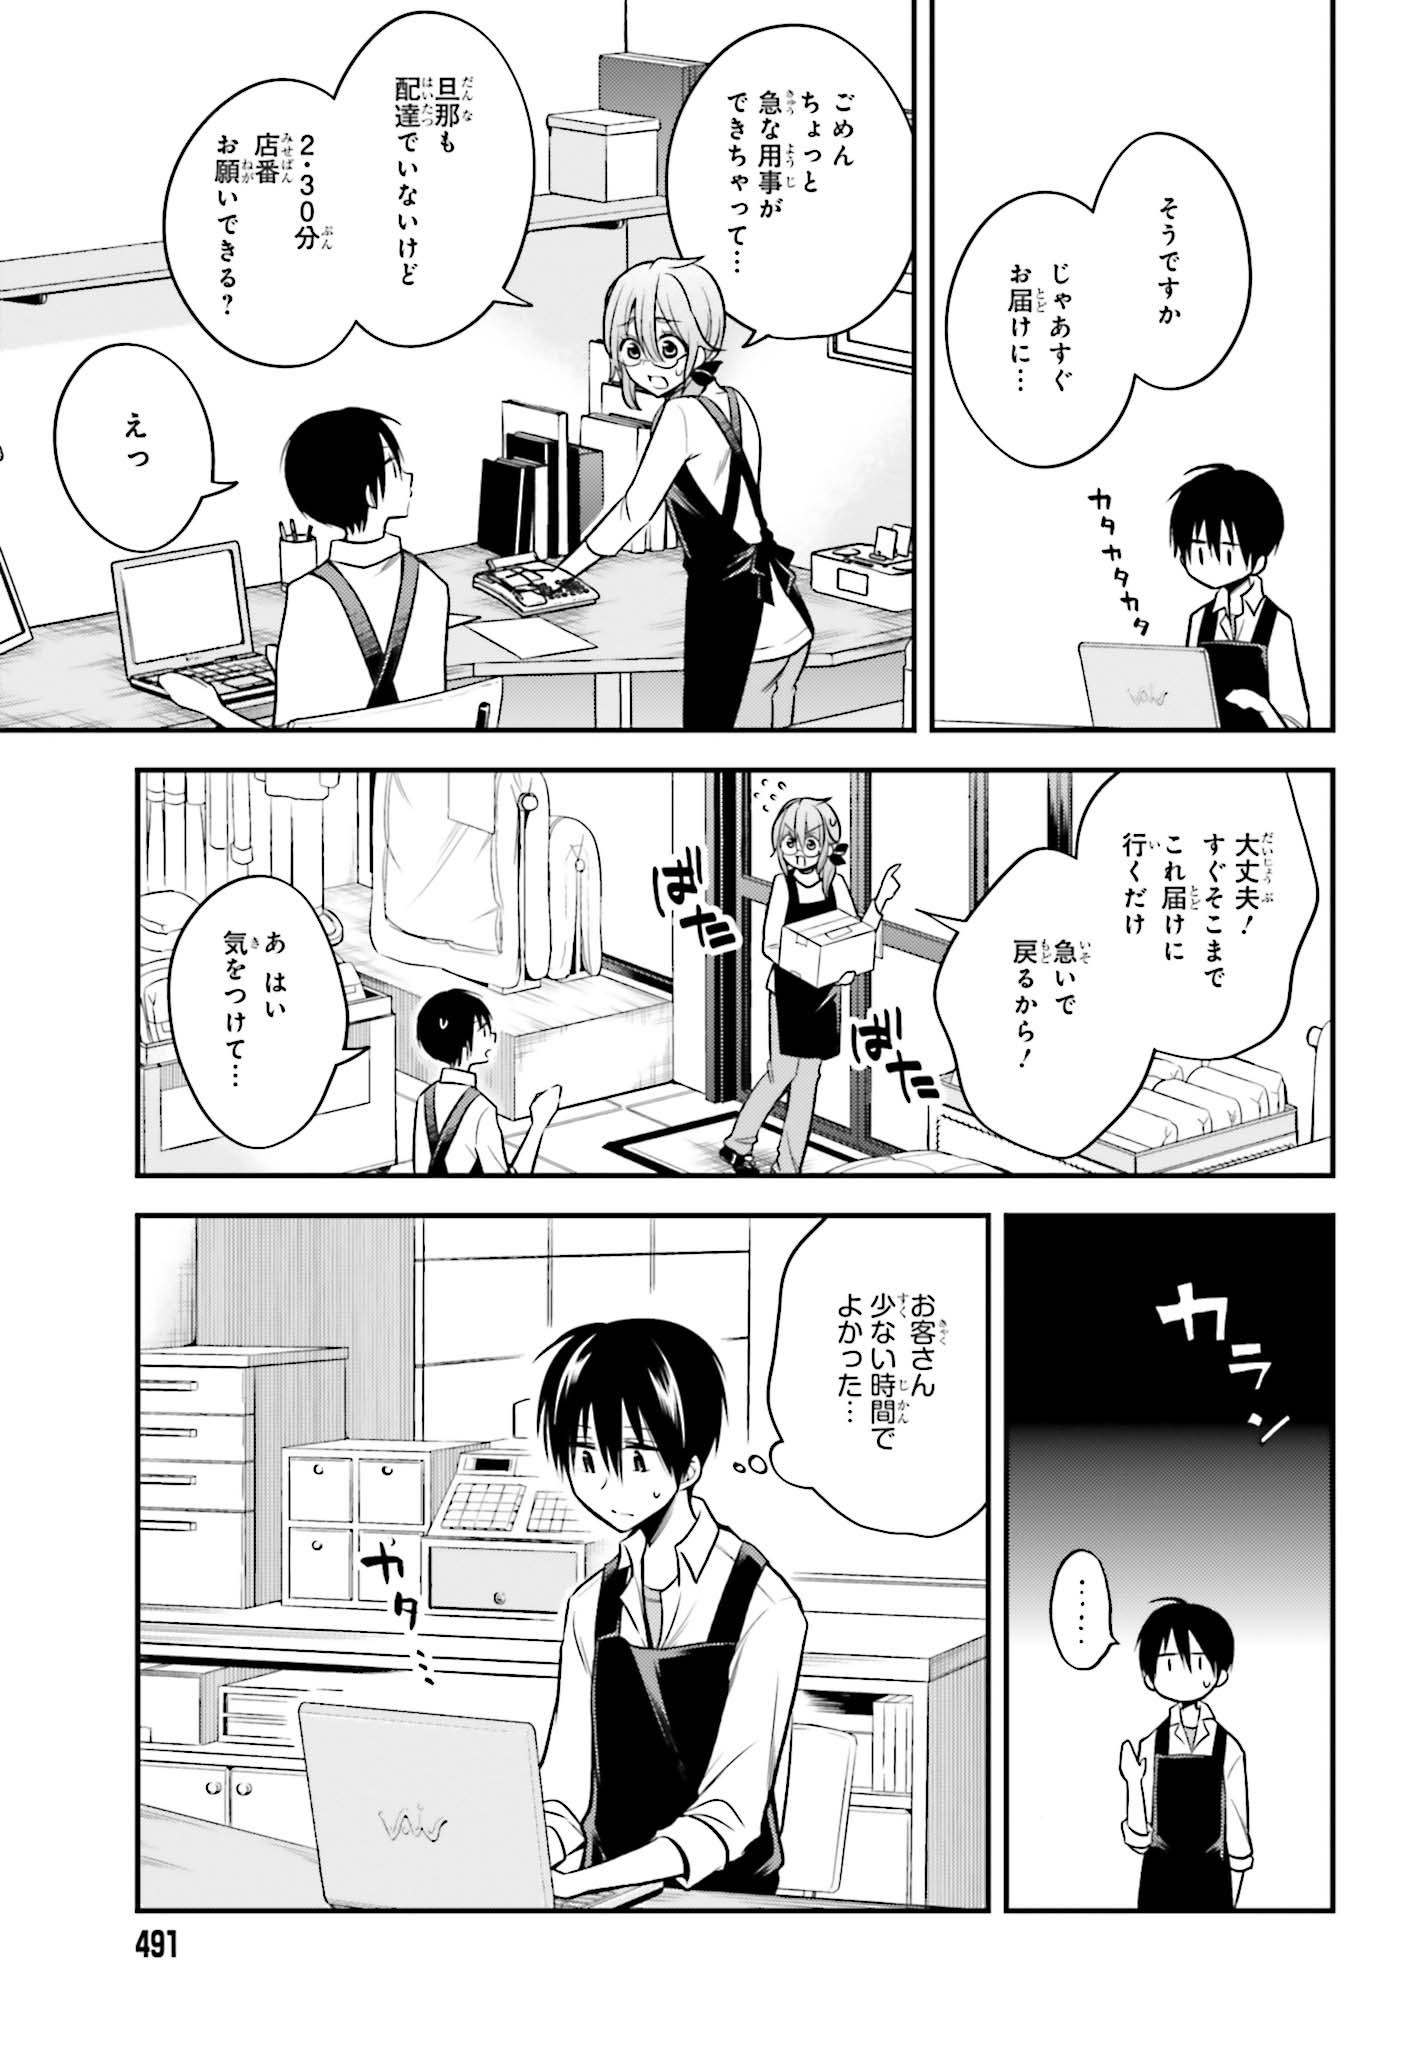 そうですか
じゃあすぐ
お届けに…
カタカタカタ
ごめん
ちょっと
急な用事が
できちゃって…
旦那も
配達でいないけど
2・30分
店番
お願いできる？
えっ
大丈夫！
すぐそこまで
これ届けに
行くだけ
急いで
戻るから！
ばたばた
あ はい
気をつけて…
カラン
……
お客さん
少ない時間で
よかった…
カタ…
VAIS
491